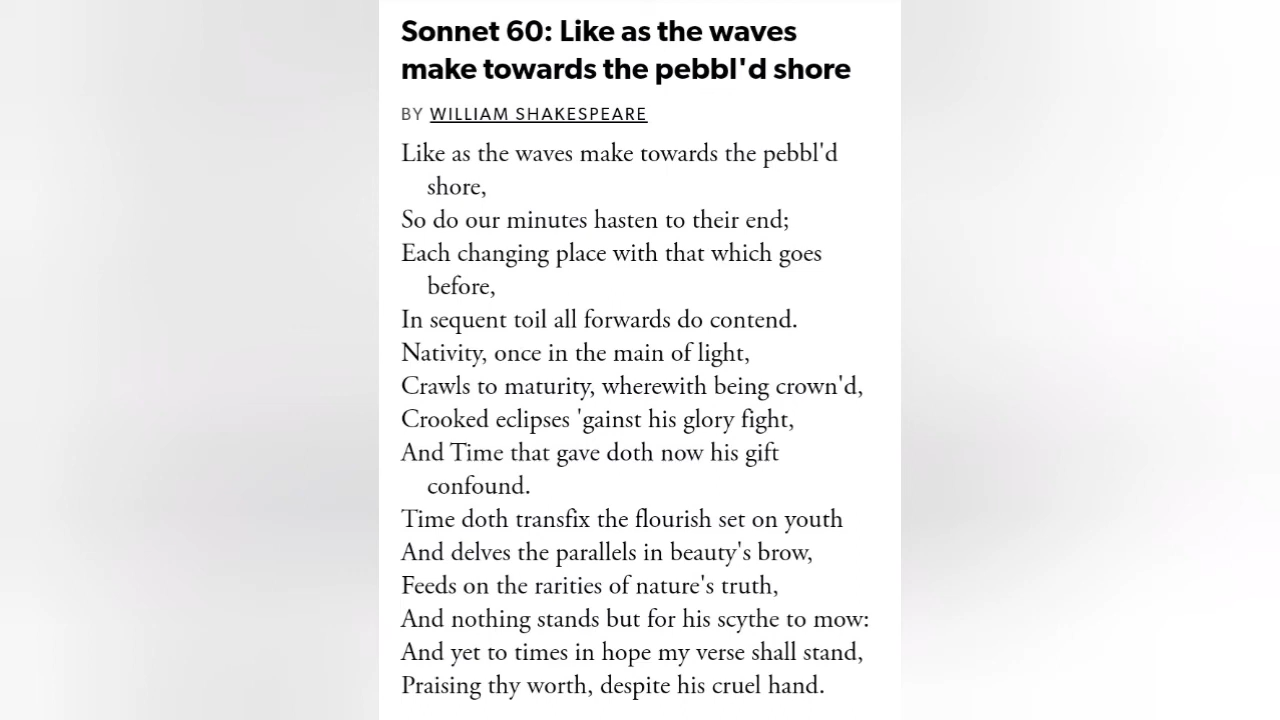 Sonnet 60: Like as the waves
make towards the pebbl'd shore
BY WILLIAM SHAKESPEARE
Like as the waves make towards the pebbl'd
shore,
So do our minutes hasten to their end;
Each changing place with that which goes
before,
In sequent toil all forwards do contend.
Nativity, once in the main of light,
Crawls to maturity, wherewith being crown'd,
Crooked eclipses 'gainst his glory fight,
And Time that gave doth now his gift
confound.
Time doth transfix the flourish set on youth
And delves the parallels in beauty's brow,
Feeds on the rarities of nature's truth,
And nothing stands but for his scythe to mow:
And yet to times in hope my verse shall stand,
Praising thy worth, despite his cruel hand.